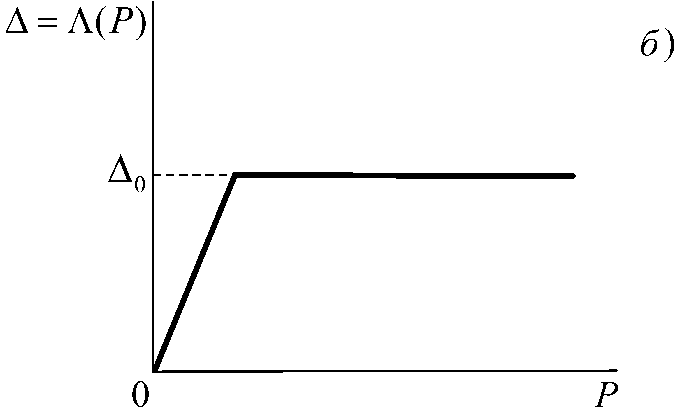 Δ = Λ(P)
б)
Δ₀
0
P